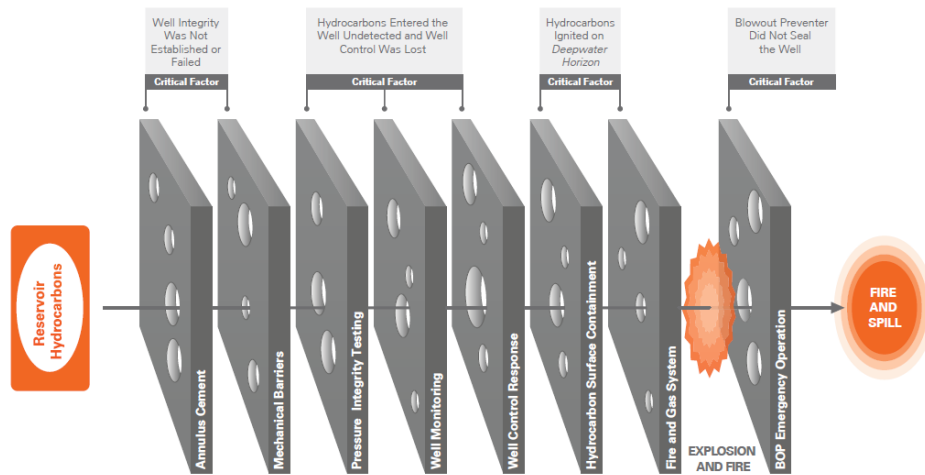 Well Integrity
Was Not
Established or
Failed
Critical Factor
Hydrocarbons Entered the
Well Undetected and Well
Control Was Lost
Critical Factor
Hydrocarbons
Ignited on
Deepwater
Horizon
Critical Factor
Blowout Preventer
Did Not Seal
the Well
Critical Factor
Reservoir
Hydrocarbons
Annulus Cement
Mechanical Barriers
Pressure Integrity Testing
Well Monitoring
Well Control Response
Hydrocarbon Surface Containment
Fire and Gas System
EXPLOSION
AND FIRE
BOP Emergency Operation
FIRE
AND
SPILL